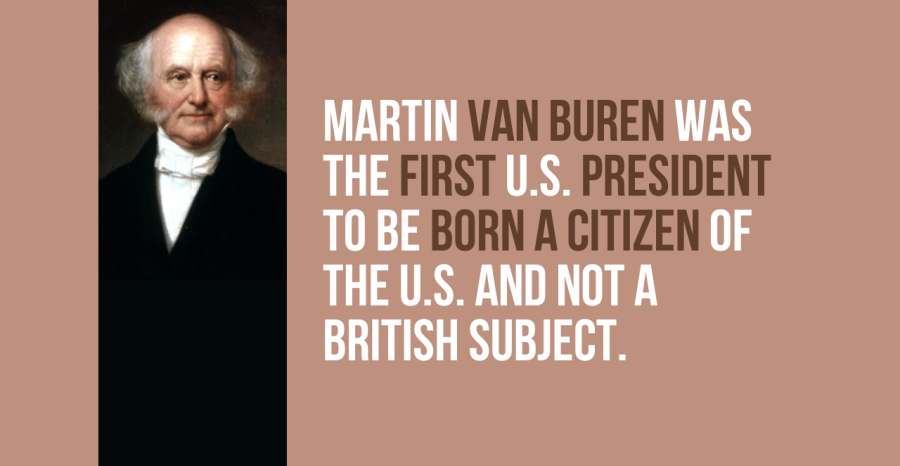 MARTIN VAN BUREN WAS
THE FIRST U.S. PRESIDENT
TO BE BORN A CITIZEN OF
THE U.S. AND NOT A
BRITISH SUBJECT.